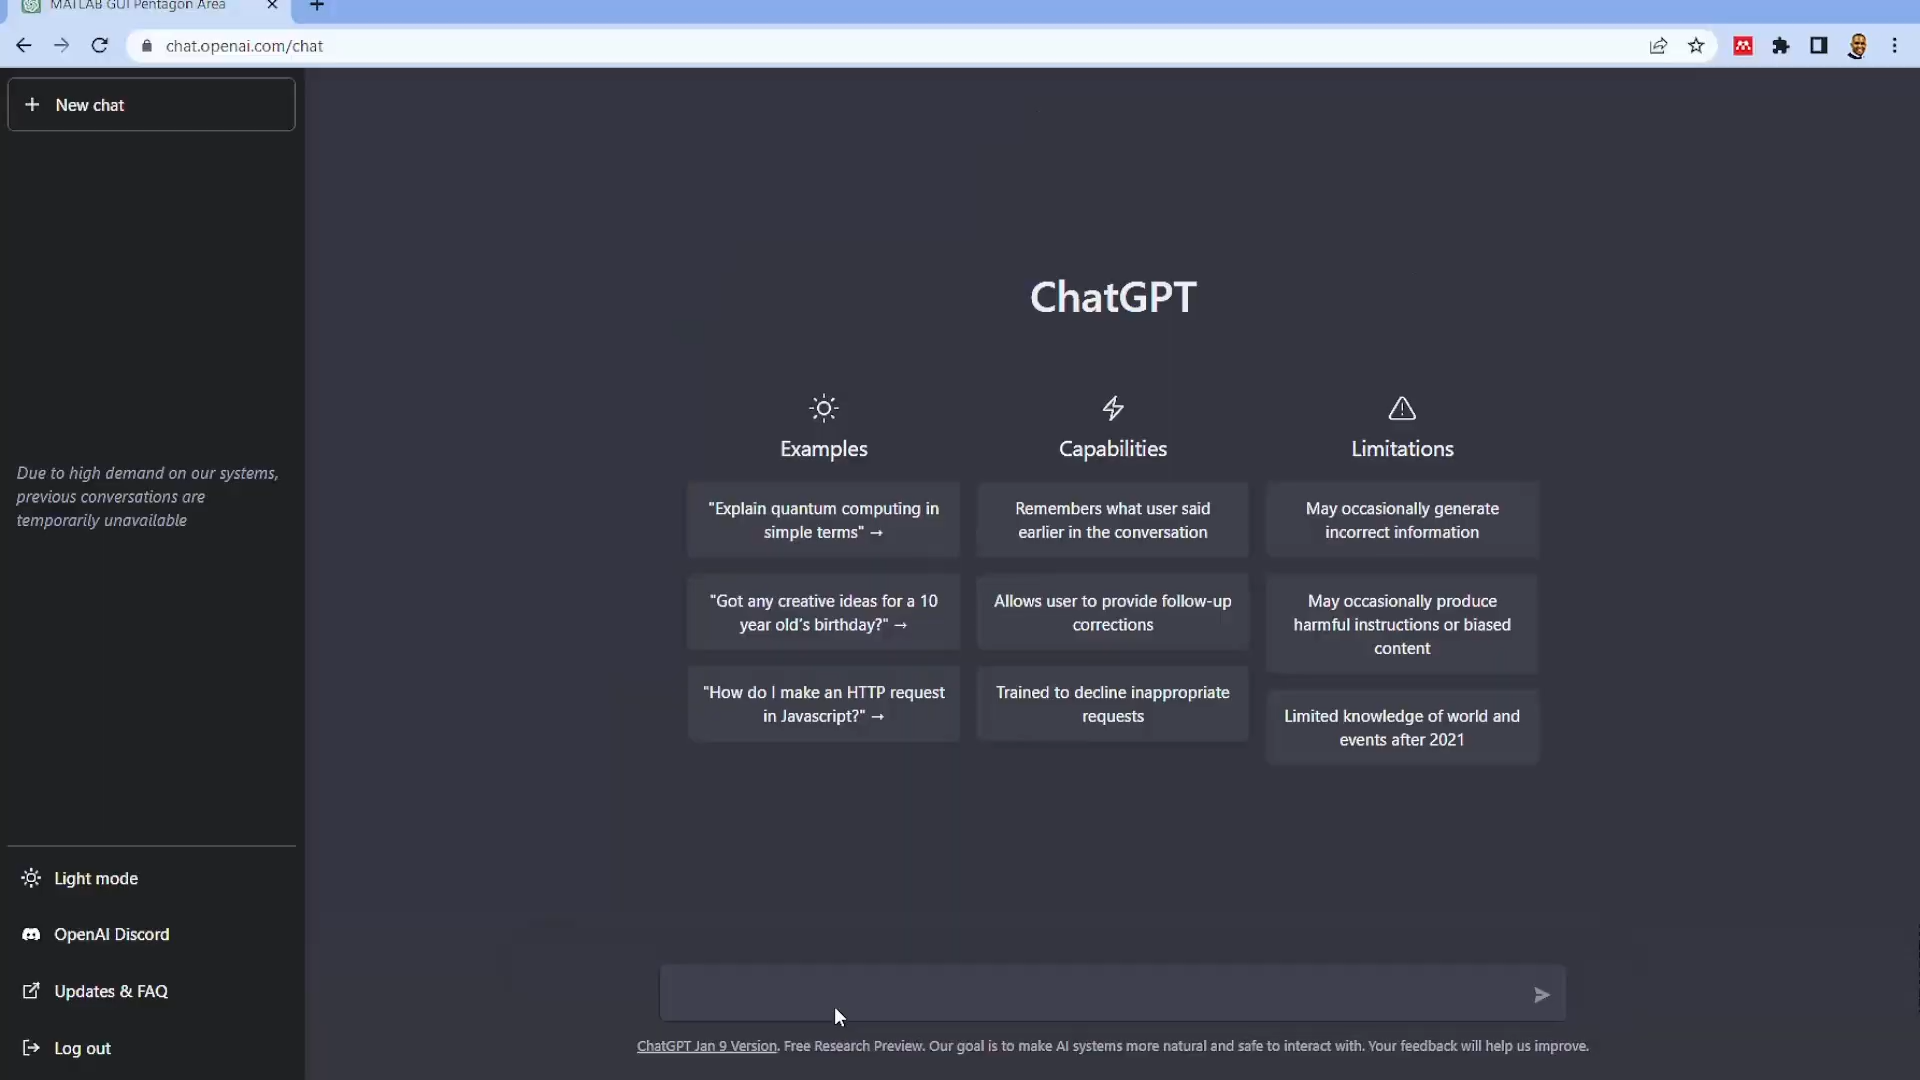 MATLAB GUI Pentagon Area
chat.openai.com/chat
New chat
Due to high demand on our systems,
previous conversations are
temporarily unavailable
Light mode
OpenAI Discord
Updates & FAQ
Log out
ChatGPT
Examples
"Explain quantum computing in
simple terms" →
"Got any creative ideas for a 10
year old's birthday?" →
"How do I make an HTTP request
in Javascript?" →
Capabilities
Remembers what user said
earlier in the conversation
Allows user to provide follow-up
corrections
Trained to decline inappropriate
requests
Limitations
May occasionally generate
incorrect information
May occasionally produce
harmful instructions or biased
content
Limited knowledge of world and
events after 2021
ChatGPT Jan 9 Version. Free Research Preview. Our goal is to make AI systems more natural and safe to interact with. Your feedback will help us improve.